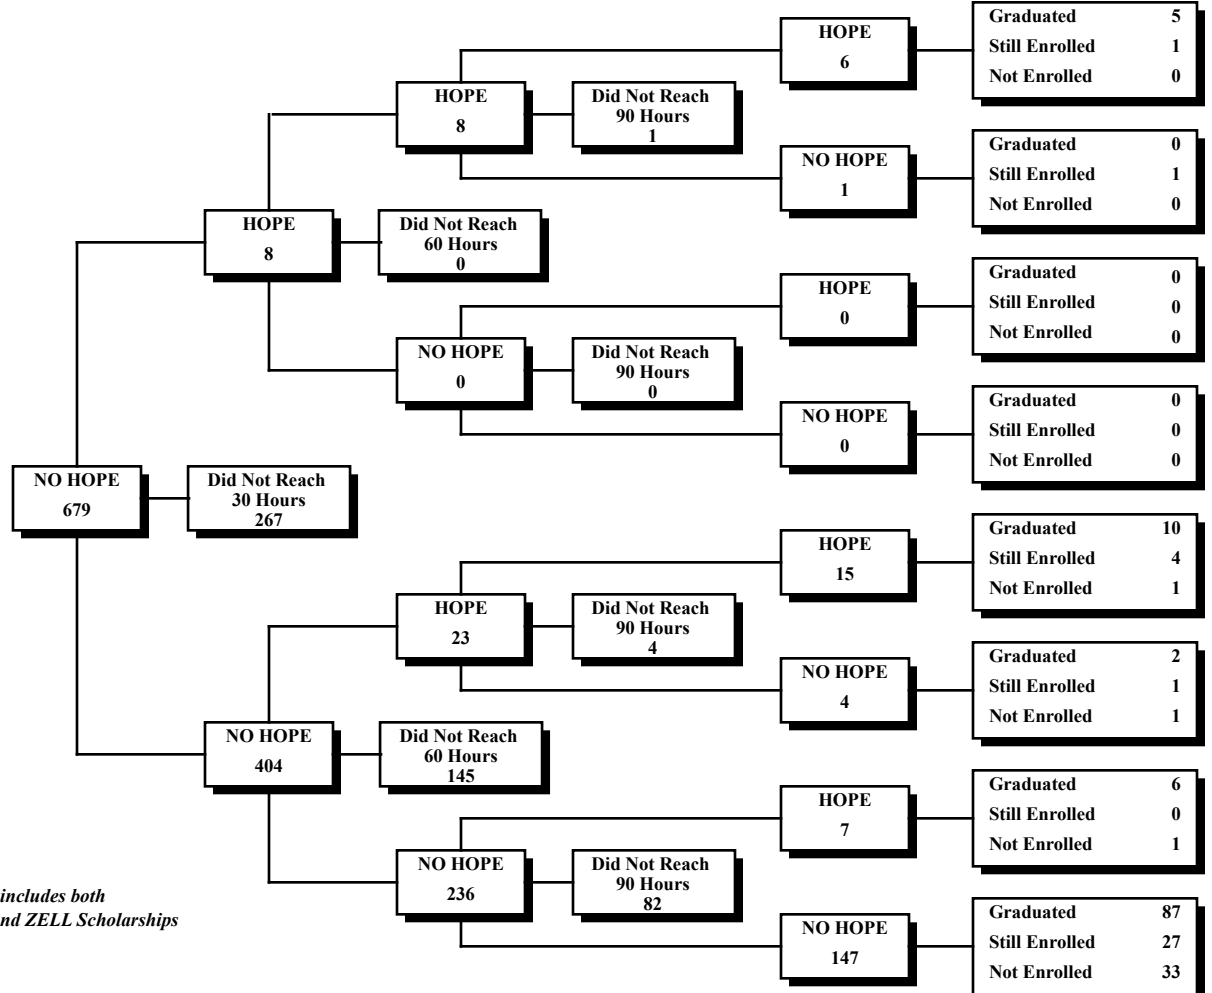 Graduated 5
Still Enrolled 1
Not Enrolled 0
HOPE
6
HOPE
8
Did Not Reach
90 Hours
1
NO HOPE
1
Graduated 0
Still Enrolled 1
Not Enrolled 0
HOPE
8
Did Not Reach
60 Hours
0
HOPE
0
Graduated 0
Still Enrolled 0
Not Enrolled 0
NO HOPE
0
Did Not Reach
90 Hours
0
NO HOPE
0
Graduated 0
Still Enrolled 0
Not Enrolled 0
NO HOPE
679
Did Not Reach
30 Hours
267
HOPE
15
Graduated 10
Still Enrolled 4
Not Enrolled 1
HOPE
23
Did Not Reach
90 Hours
4
NO HOPE
4
Graduated 2
Still Enrolled 1
Not Enrolled 1
NO HOPE
404
Did Not Reach
60 Hours
145
HOPE
7
Graduated 6
Still Enrolled 0
Not Enrolled 1
NO HOPE
236
Did Not Reach
90 Hours
82
NO HOPE
147
Graduated 87
Still Enrolled 27
Not Enrolled 33
includes both
nd ZELL Scholarships